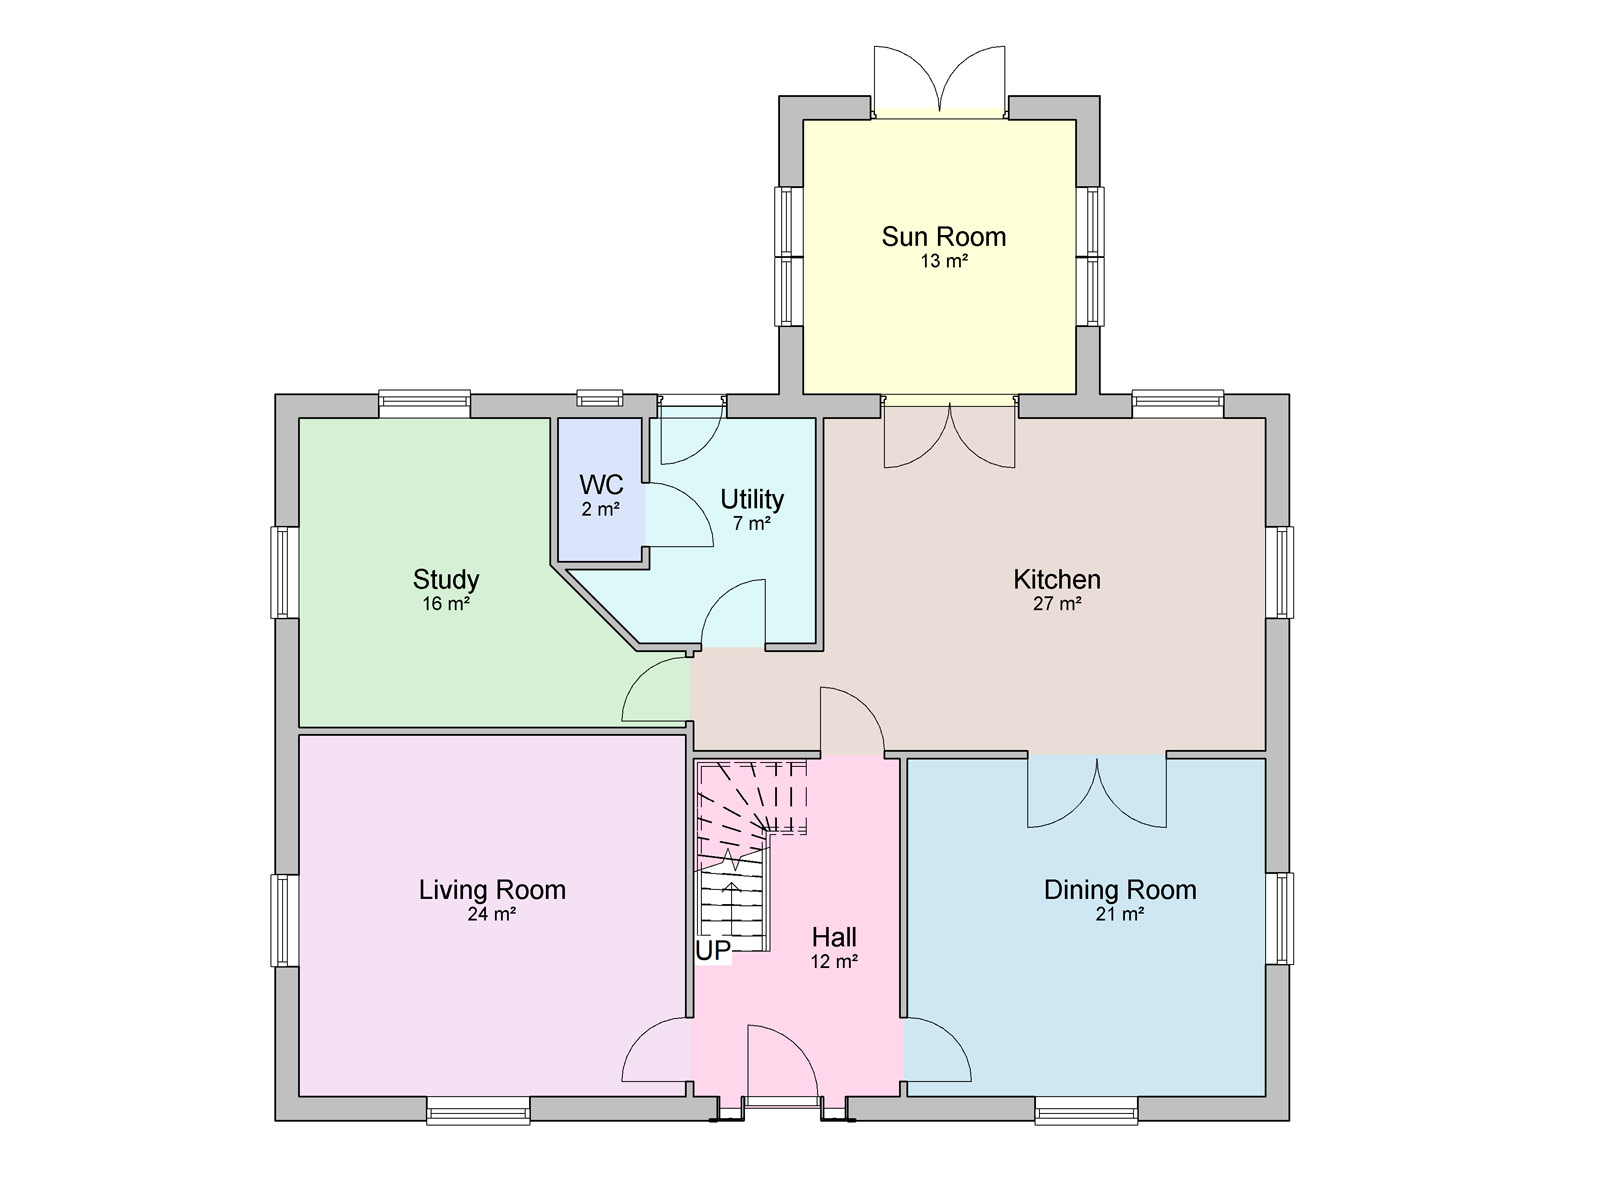 Sun Room
13 m²
WC
2 m²
Utility
7 m²
Study
16 m²
Kitchen
27 m²
Living Room
24 m²
UP
Hall
12 m²
Dining Room
21 m²